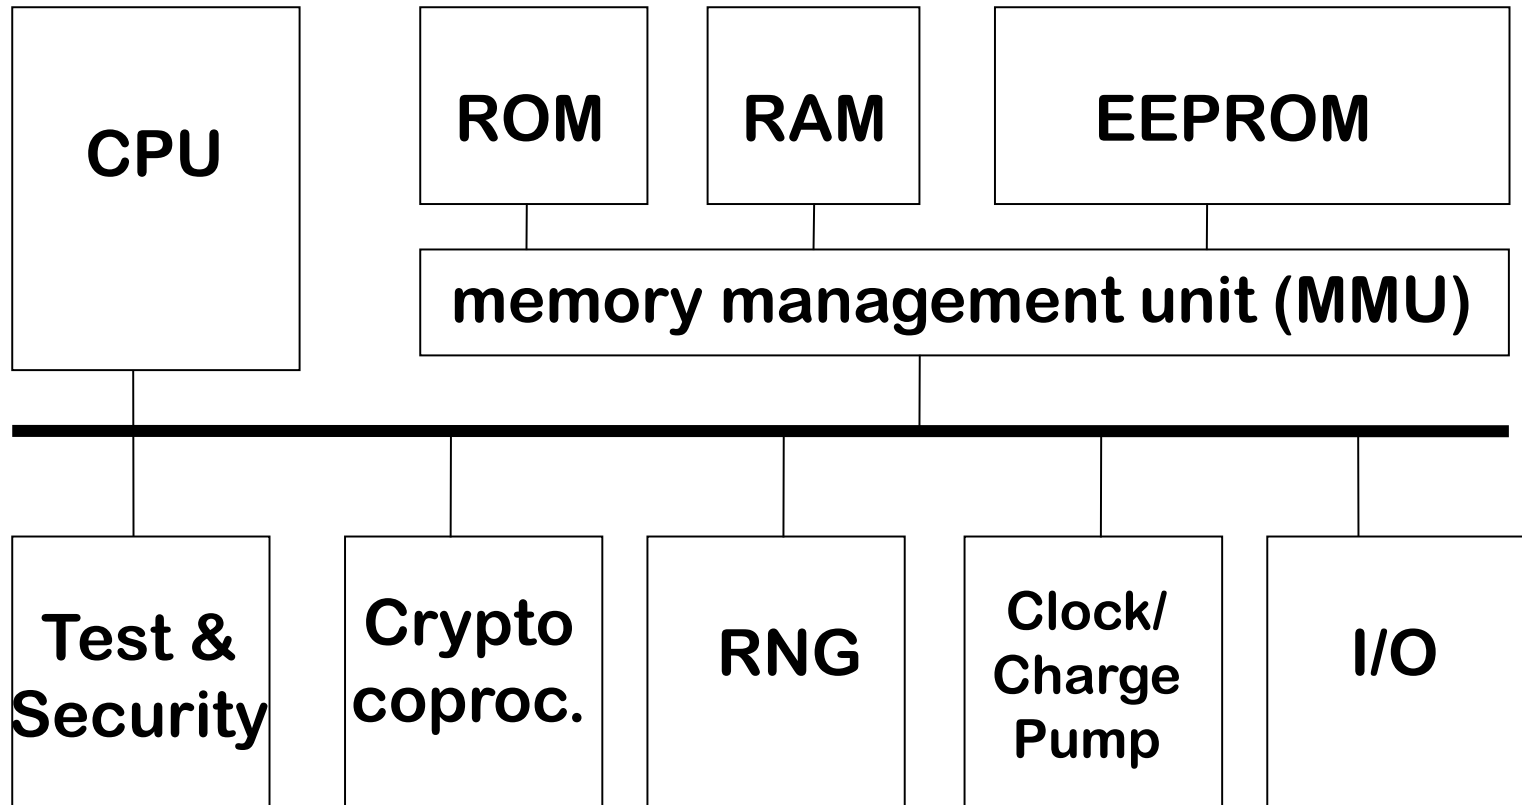 CPU
ROM
RAM
EEPROM
memory management unit (MMU)
Test &
Security
Crypto
coproc.
RNG
Clock/
Charge
Pump
I/O